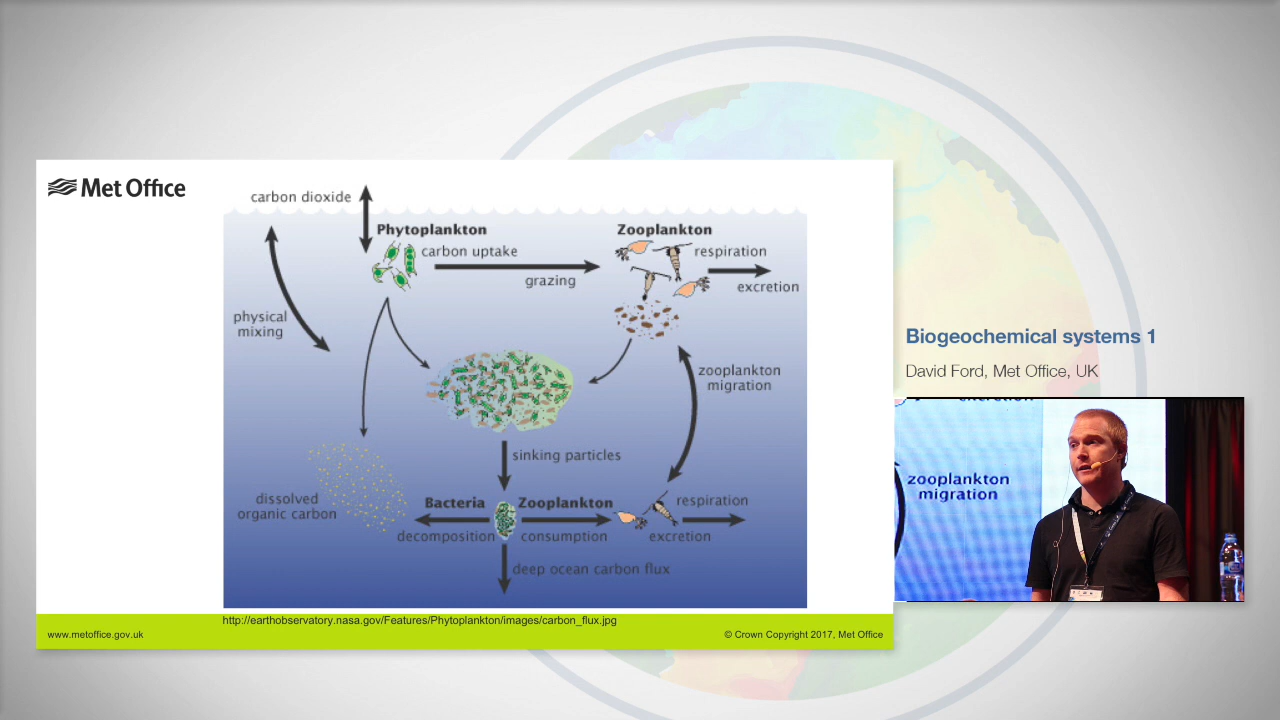 Met Office
carbon dioxide
Phytoplankton
carbon uptake
grazing
Zooplankton
respiration
excretion
physical
mixing
zooplankton
migration
sinking particles
dissolved
organic carbon
Bacteria
Zooplankton
respiration
decomposition
consumption
excretion
deep ocean carbon flux
http://earthobservatory.nasa.gov/Features/Phytoplankton/images/carbon_flux.jpg
www.metoffice.gov.uk
© Crown Copyright 2017, Met Office
Biogeochemical systems 1
David Ford, Met Office, UK
excretion
zooplankton
migration